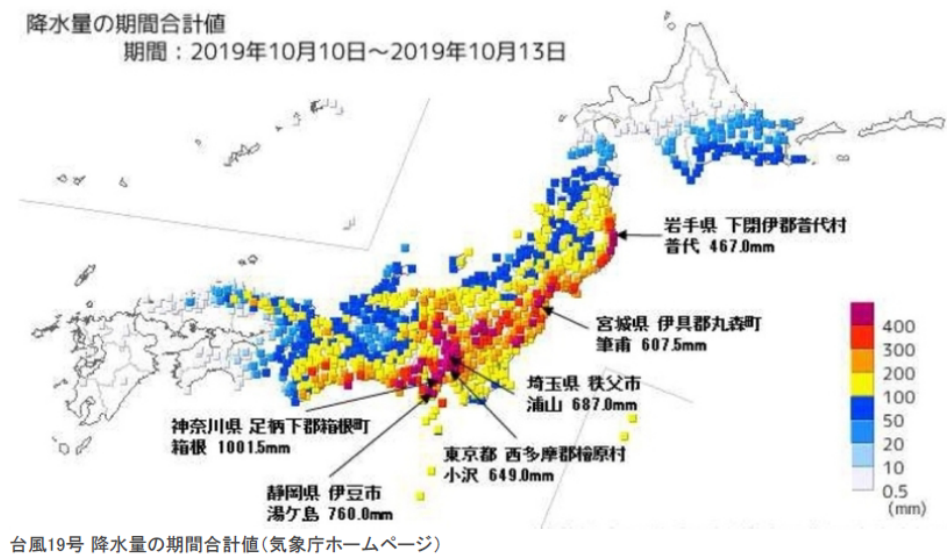 降水量の期間合計値
期間：2019年10月10日～2019年10月13日
岩手県 下閉伊郡普代村
普代 467.0mm
宮城県 伊具郡丸森町
筆甫 607.5mm
埼玉県 秩父市
浦山 687.0mm
神奈川県 足柄下郡箱根町
箱根 1001.5mm
東京都 西多摩郡檜原村
小沢 649.0mm
静岡県 伊豆市
湯ケ島 760.0mm
400
300
200
100
50
20
10
0.5
(mm)
台風19号 降水量の期間合計値（気象庁ホームページ）